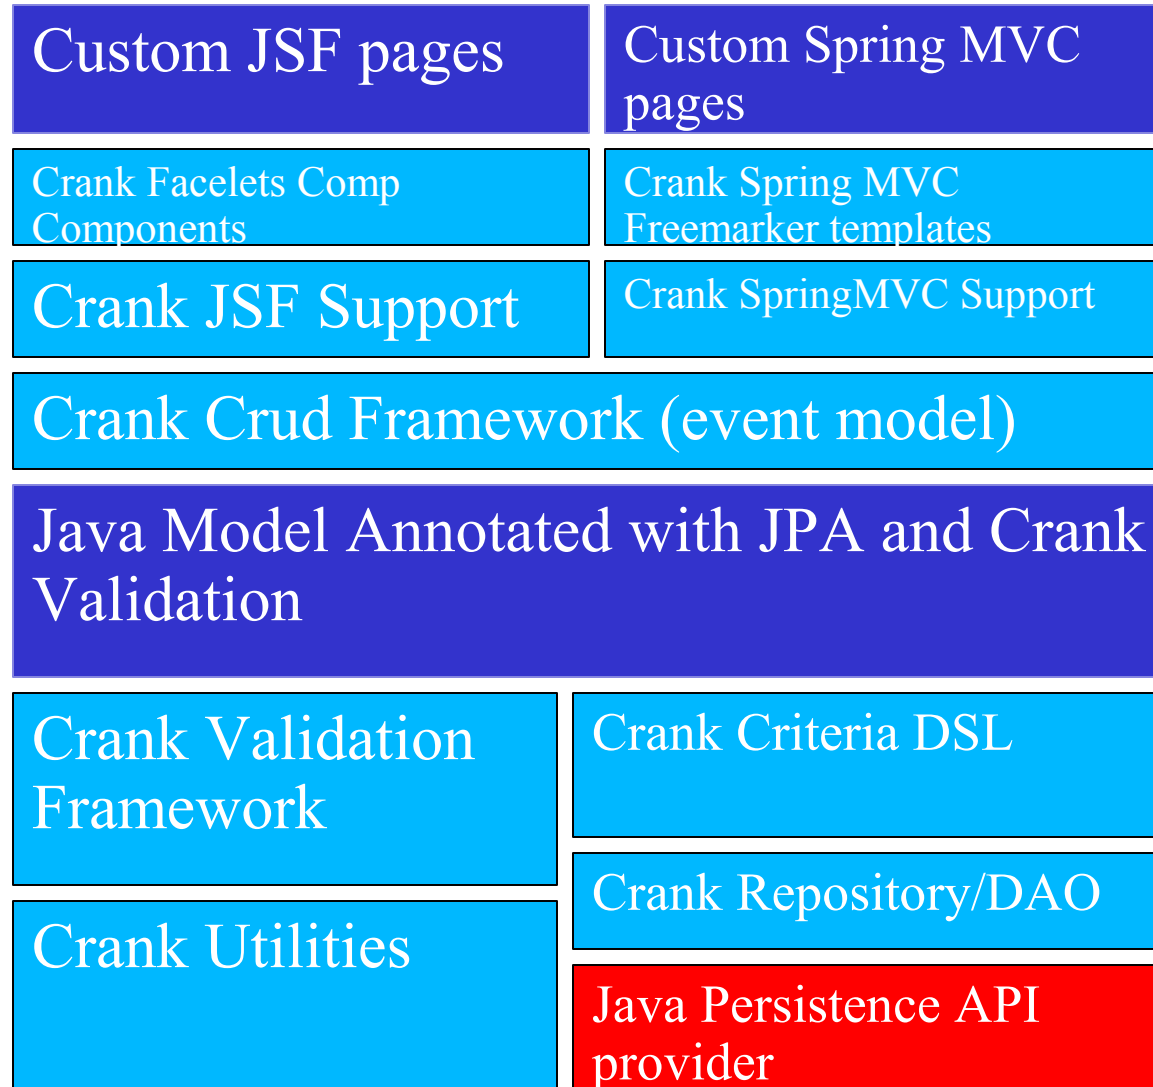 Custom JSF pages
Custom Spring MVC
pages
Crank Facelets Comp
Components
Crank Spring MVC
Freemarker templates
Crank JSF Support
Crank SpringMVC Support
Crank Crud Framework (event model)
Java Model Annotated with JPA and Crank
Validation
Crank Validation
Framework
Crank Criteria DSL
Crank Repository/DAO
Crank Utilities
Java Persistence API
provider